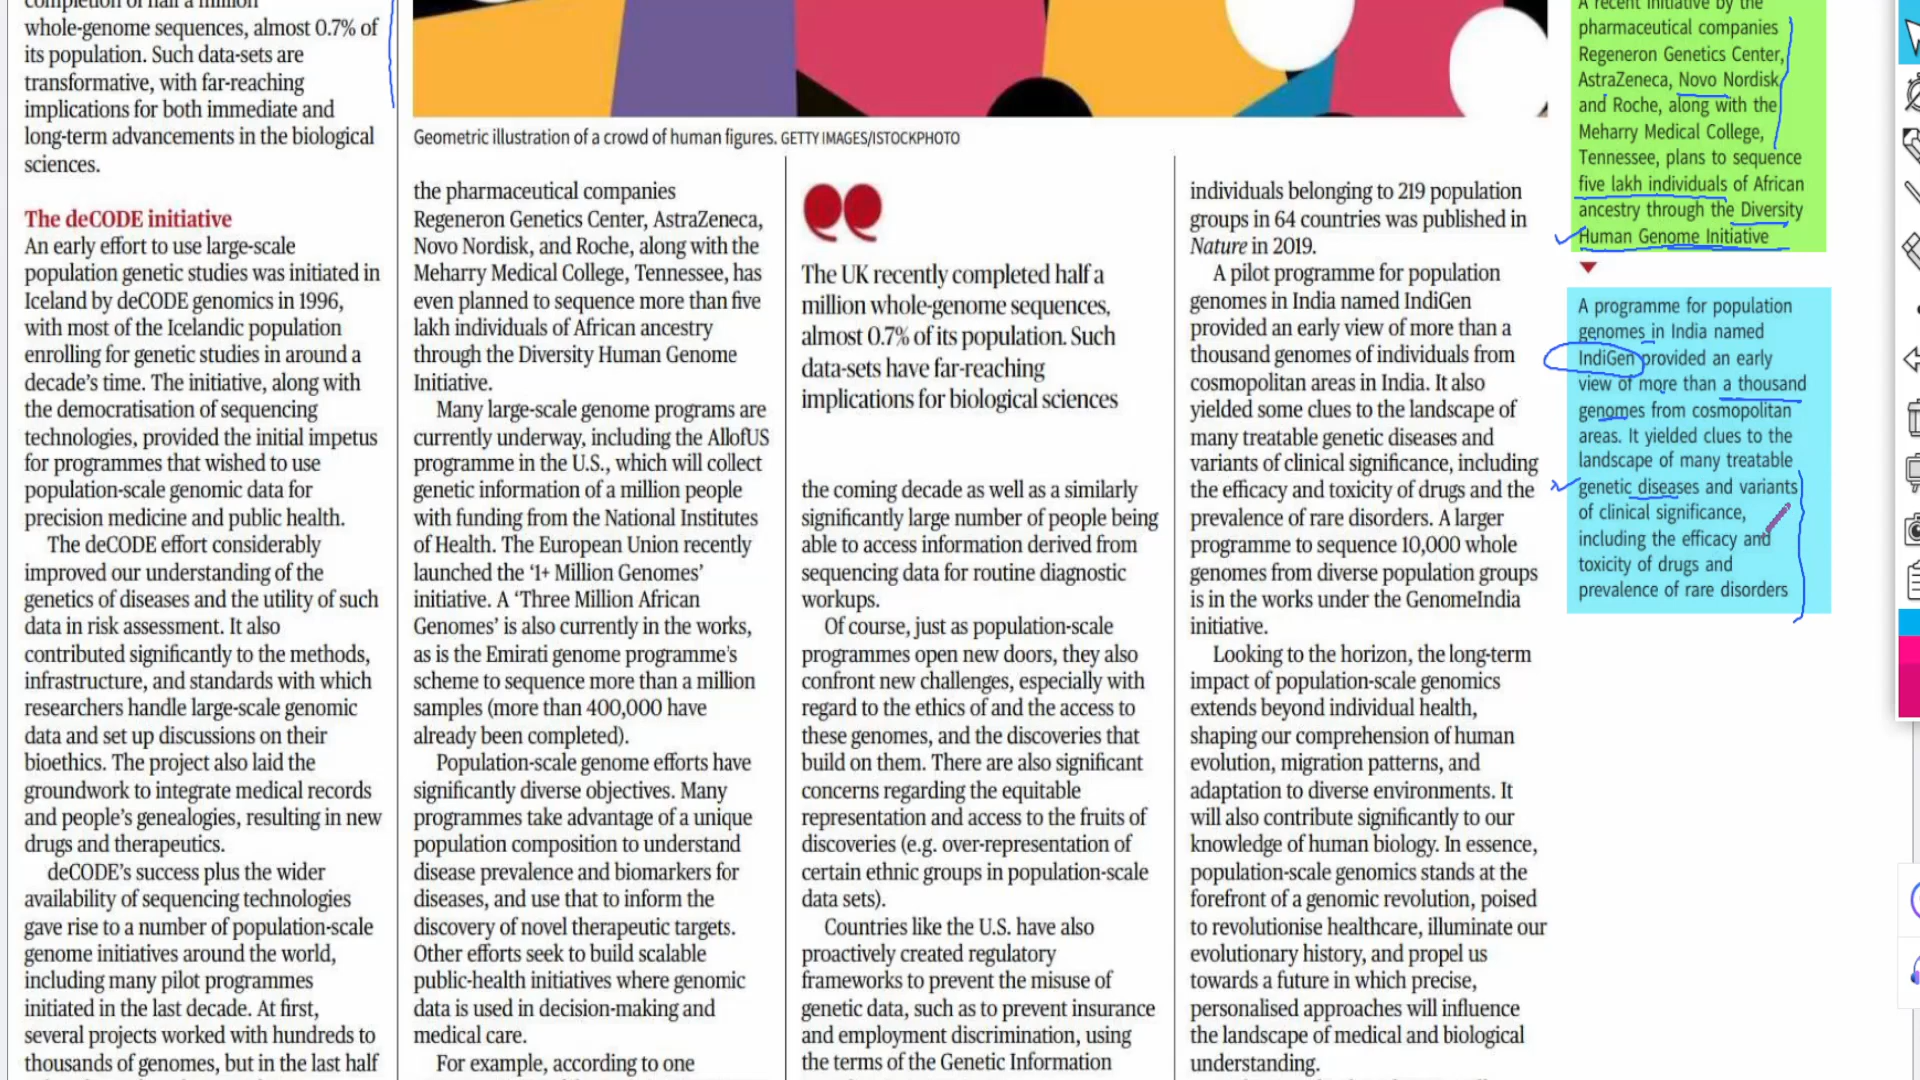 completion of half a million
whole-genome sequences, almost 0.7% of
its population. Such data-sets are
transformative, with far-reaching
implications for both immediate and
long-term advancements in the biological
sciences.
The deCODE initiative
An early effort to use large-scale
population genetic studies was initiated in
Iceland by deCODE genomics in 1996,
with most of the Icelandic population
enrolling for genetic studies in around a
decade's time. The initiative, along with
the democratisation of sequencing
technologies, provided the initial impetus
for programmes that wished to use
population-scale genomic data for
precision medicine and public health.
The deCODE effort considerably
improved our understanding of the
genetics of diseases and the utility of such
data in risk assessment. It also
contributed significantly to the methods,
infrastructure, and standards with which
researchers handle large-scale genomic
data and set up discussions on their
bioethics. The project also laid the
groundwork to integrate medical records
and people's genealogies, resulting in new
drugs and therapeutics.
deCODE's success plus the wider
availability of sequencing technologies
gave rise to a number of population-scale
genome initiatives around the world,
including many pilot programmes
initiated in the last decade. At first,
several projects worked with hundreds to
thousands of genomes, but in the last half
Geometric illustration of a crowd of human figures. GETTY IMAGES/ISTOCKPHOTO
the pharmaceutical companies
Regeneron Genetics Center, AstraZeneca,
Novo Nordisk, and Roche, along with the
Meharry Medical College, Tennessee, has
even planned to sequence more than five
lakh individuals of African ancestry
through the Diversity Human Genome
Initiative.
Many large-scale genome programs are
currently underway, including the AllofUS
programme in the U.S., which will collect
genetic information of a million people
with funding from the National Institutes
of Health. The European Union recently
launched the '1+ Million Genomes'
initiative. A 'Three Million African
Genomes' is also currently in the works,
as is the Emirati genome programme's
scheme to sequence more than a million
samples (more than 400,000 have
already been completed).
Population-scale genome efforts have
significantly diverse objectives. Many
programmes take advantage of a unique
population composition to understand
disease prevalence and biomarkers for
diseases, and use that to inform the
discovery of novel therapeutic targets.
Other efforts seek to build scalable
public-health initiatives where genomic
data is used in decision-making and
medical care.
For example, according to one
The UK recently completed half a
million whole-genome sequences,
almost 0.7% of its population. Such
data-sets have far-reaching
implications for biological sciences
the coming decade as well as a similarly
significantly large number of people being
able to access information derived from
sequencing data for routine diagnostic
workups.
Of course, just as population-scale
programmes open new doors, they also
confront new challenges, especially with
regard to the ethics of and the access to
these genomes, and the discoveries that
build on them. There are also significant
concerns regarding the equitable
representation and access to the fruits of
discoveries (e.g. over-representation of
certain ethnic groups in population-scale
data sets).
Countries like the U.S. have also
proactively created regulatory
frameworks to prevent the misuse of
genetic data, such as to prevent insurance
and employment discrimination, using
the terms of the Genetic Information
individuals belonging to 219 population
groups in 64 countries was published in
Nature in 2019.
A pilot programme for population
genomes in India named IndiGen
provided an early view of more than a
thousand genomes of individuals from
cosmopolitan areas in India. It also
yielded some clues to the landscape of
many treatable genetic diseases and
variants of clinical significance, including
the efficacy and toxicity of drugs and the
prevalence of rare disorders. A larger
programme to sequence 10,000 whole
genomes from diverse population groups
is in the works under the GenomeIndia
initiative.
Looking to the horizon, the long-term
impact of population-scale genomics
extends beyond individual health,
shaping our comprehension of human
evolution, migration patterns, and
adaptation to diverse environments. It
will also contribute significantly to our
knowledge of human biology. In essence,
population-scale genomics stands at the
forefront of a genomic revolution, poised
to revolutionise healthcare, illuminate our
evolutionary history, and propel us
towards a future in which precise,
personalised approaches will influence
the landscape of medical and biological
understanding.
A recent initiative by the
pharmaceutical companies
Regeneron Genetics Center,
AstraZeneca, Novo Nordisk
and Roche, along with the
Meharry Medical College,
Tennessee, plans to sequence
five lakh individuals of African
ancestry through the Diversity
Human Genome Initiative
A programme for population
genomes in India named
IndiGen provided an early
view of more than a thousand
genomes from cosmopolitan
areas. It yielded clues to the
landscape of many treatable
genetic diseases and variants
of clinical significance,
including the efficacy and
toxicity of drugs and
prevalence of rare disorders